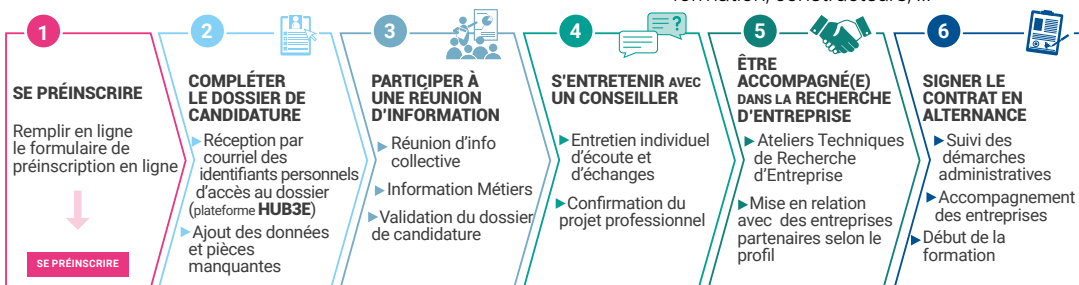 formation, constructeurs, ...
1
SE PRÉINSCRIRE
Remplir en ligne
le formulaire de
préinscription en ligne
SE PRÉINSCRIRE
2
COMPLÉTER
LE DOSSIER DE
CANDIDATURE
▶Réception par
courriel des
identifiants personnels
d'accès au dossier
(plateforme HUB3E)
▶Ajout des données
et pièces
manquantes
3
PARTICIPER À
UNE RÉUNION
D'INFORMATION
▶Réunion d'info
collective
▶Information Métiers
▶Validation du dossier
de candidature
4
?
S'ENTRETENIR AVEC
UN CONSEILLER
▶Entretien individuel
d'écoute et
d'échanges
▶Confirmation du
projet professionnel
5
ÊTRE
ACCOMPAGNÉ(E)
DANS LA RECHERCHE
D'ENTREPRISE
▶Ateliers Techniques
de Recherche
d'Entreprise
▶Mise en relation
avec des entreprises
partenaires selon le
profil
6
SIGNER LE
CONTRAT EN
ALTERNANCE
▶Suivi des
démarches
administratives
▶Accompagnement
des entreprises
▶Début de la
formation